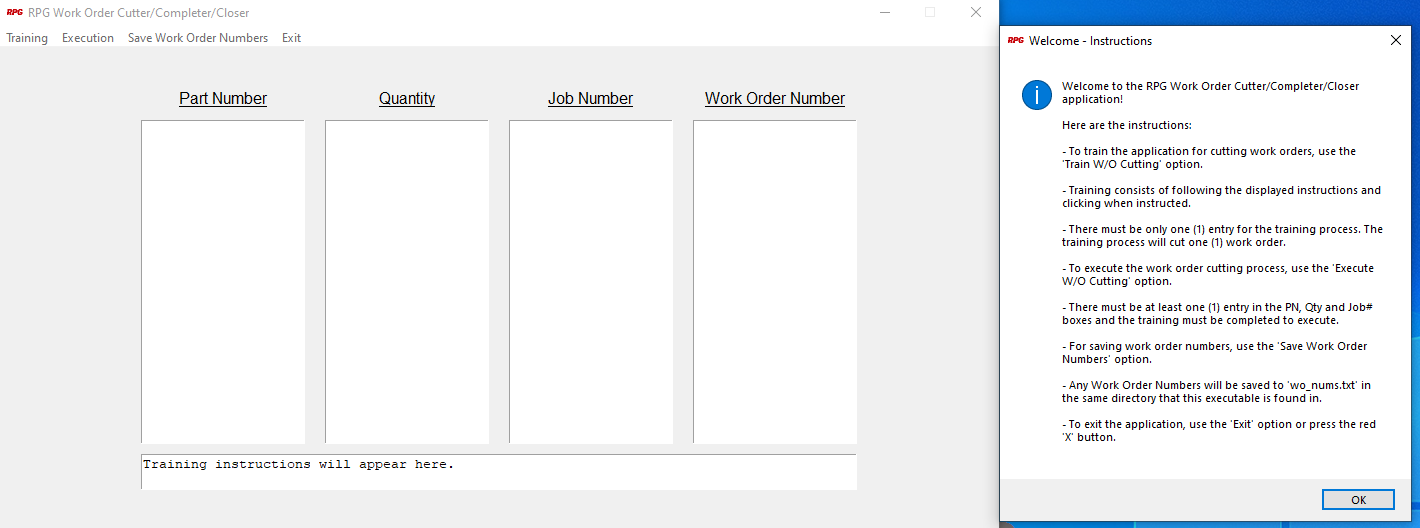 RPG RPG Work Order Cutter/Completer/Closer
Training Execution Save Work Order Numbers Exit
Part Number Quantity Job Number Work Order Number
Training instructions will appear here.
RPG Welcome - Instructions
Welcome to the RPG Work Order Cutter/Completer/Closer
application!
Here are the instructions:
- To train the application for cutting work orders, use the
'Train W/O Cutting' option.
- Training consists of following the displayed instructions and
clicking when instructed.
- There must be only one (1) entry for the training process. The
training process will cut one (1) work order.
- To execute the work order cutting process, use the 'Execute
W/O Cutting' option.
- There must be at least one (1) entry in the PN, Qty and Job#
boxes and the training must be completed to execute.
- For saving work order numbers, use the 'Save Work Order
Numbers' option.
- Any Work Order Numbers will be saved to 'wo_nums.txt' in
the same directory that this executable is found in.
- To exit the application, use the 'Exit' option or press the red
'X' button.
OK